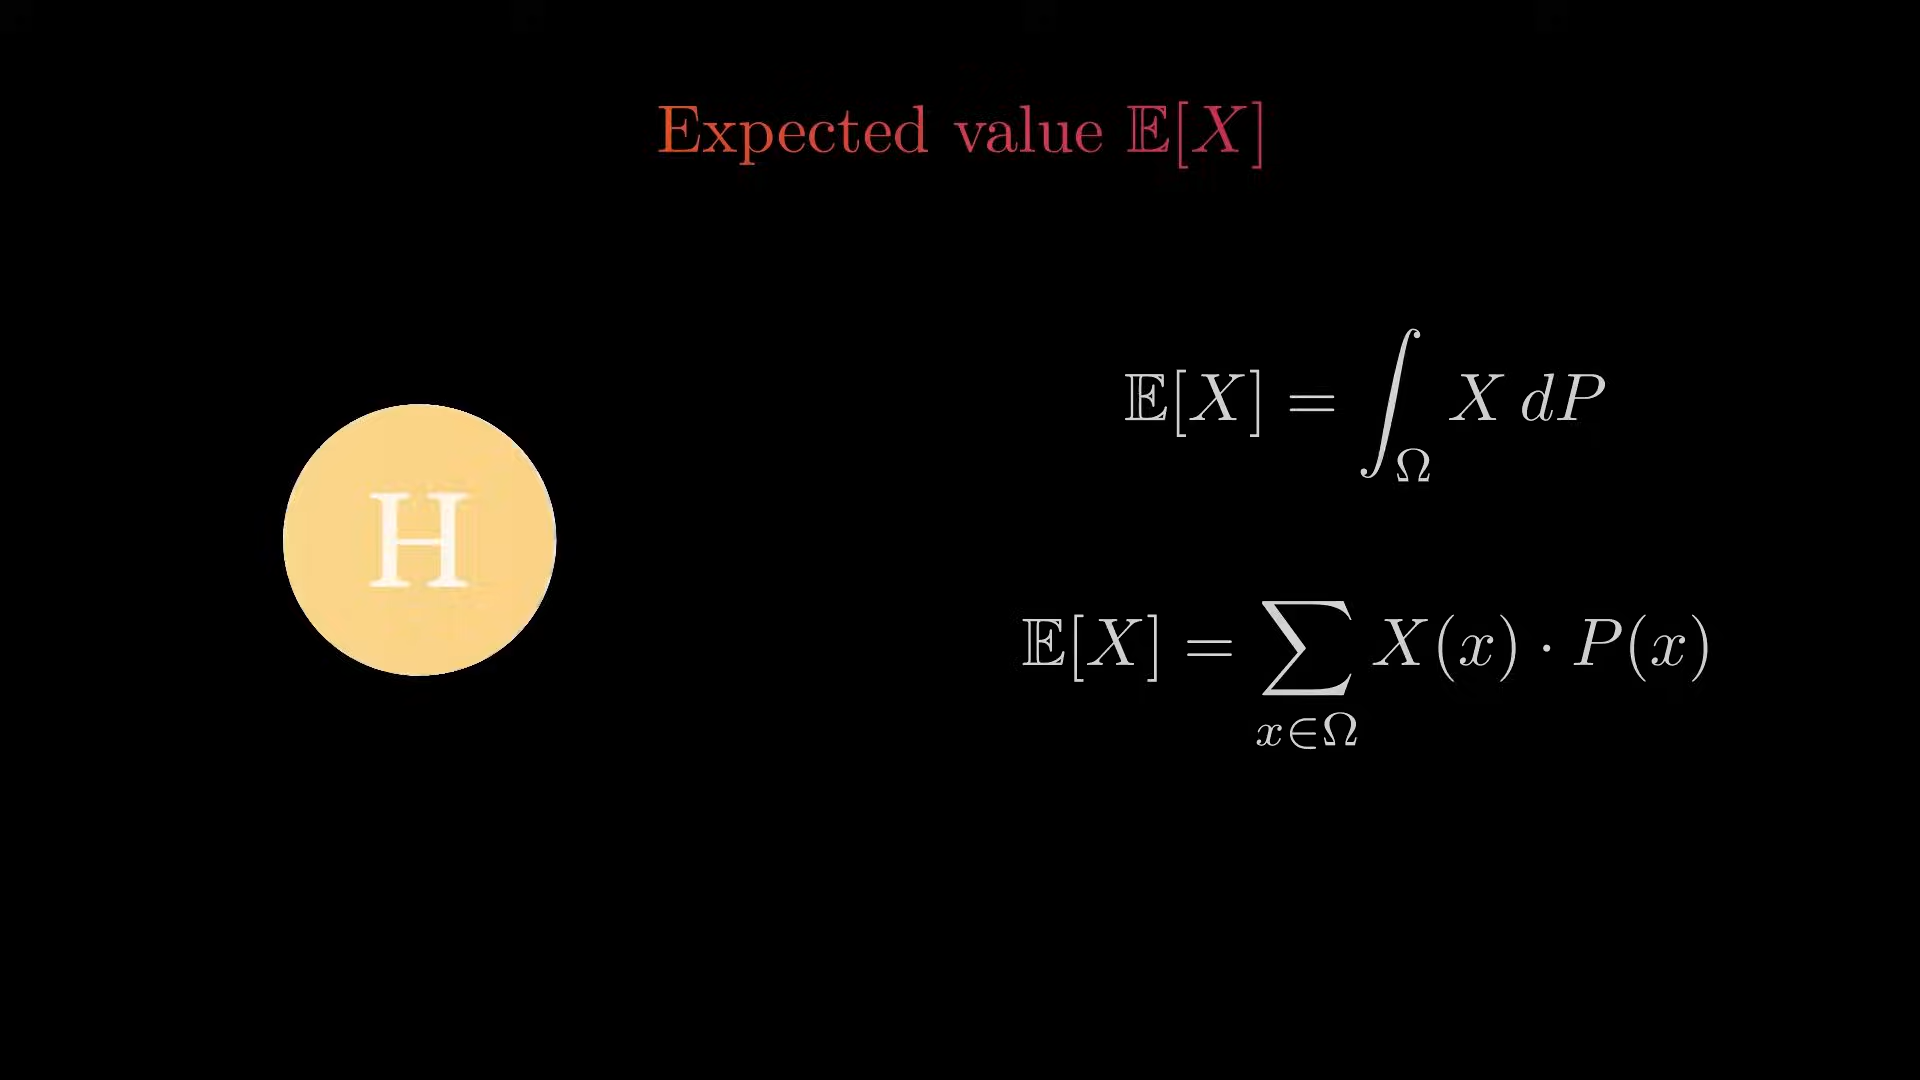 Expected value 𝔼[X]
H
𝔼[X] = ∫_Ω X dP
𝔼[X] = ∑_{x∈Ω} X(x) · P(x)